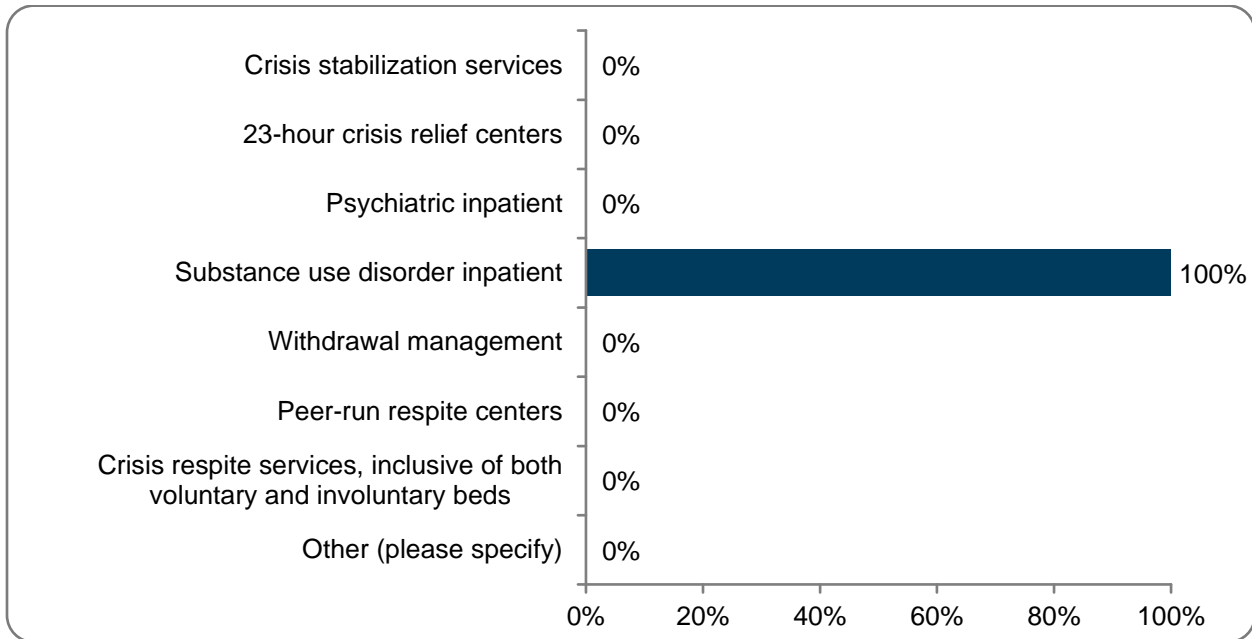 Crisis stabilization services 0%
23-hour crisis relief centers 0%
Psychiatric inpatient 0%
Substance use disorder inpatient 100%
Withdrawal management 0%
Peer-run respite centers 0%
Crisis respite services, inclusive of both
voluntary and involuntary beds 0%
Other (please specify) 0%
0% 20% 40% 60% 80% 100%